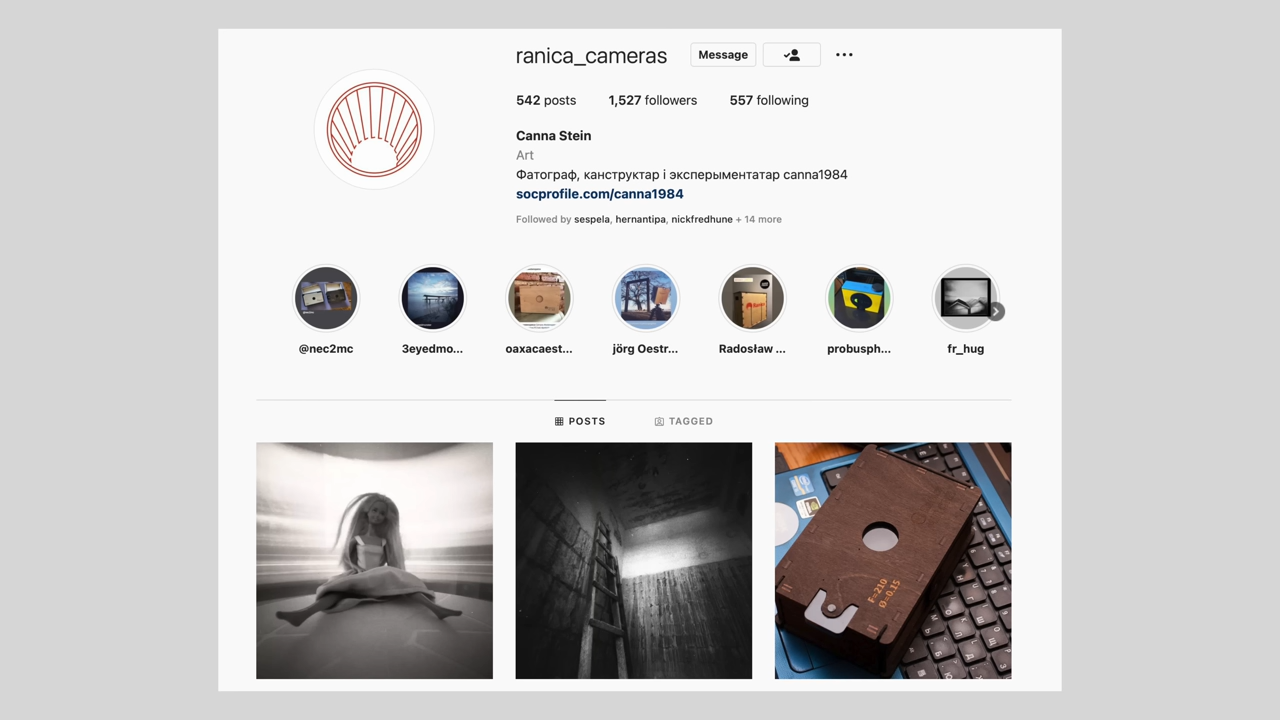 ranica_cameras
Message
542 posts 1,527 followers 557 following
Canna Stein
Art
Фатограф, канструктар і эксперыментатар canna1984
socprofile.com/canna1984
Followed by sespela, hernantipa, nickfredhune + 14 more
@nec2mc 3eyedmo... oaxacaest... jörg Oestr... Radosław ... probusph... fr_hug
POSTS TAGGED
F=210
Ø=0.15